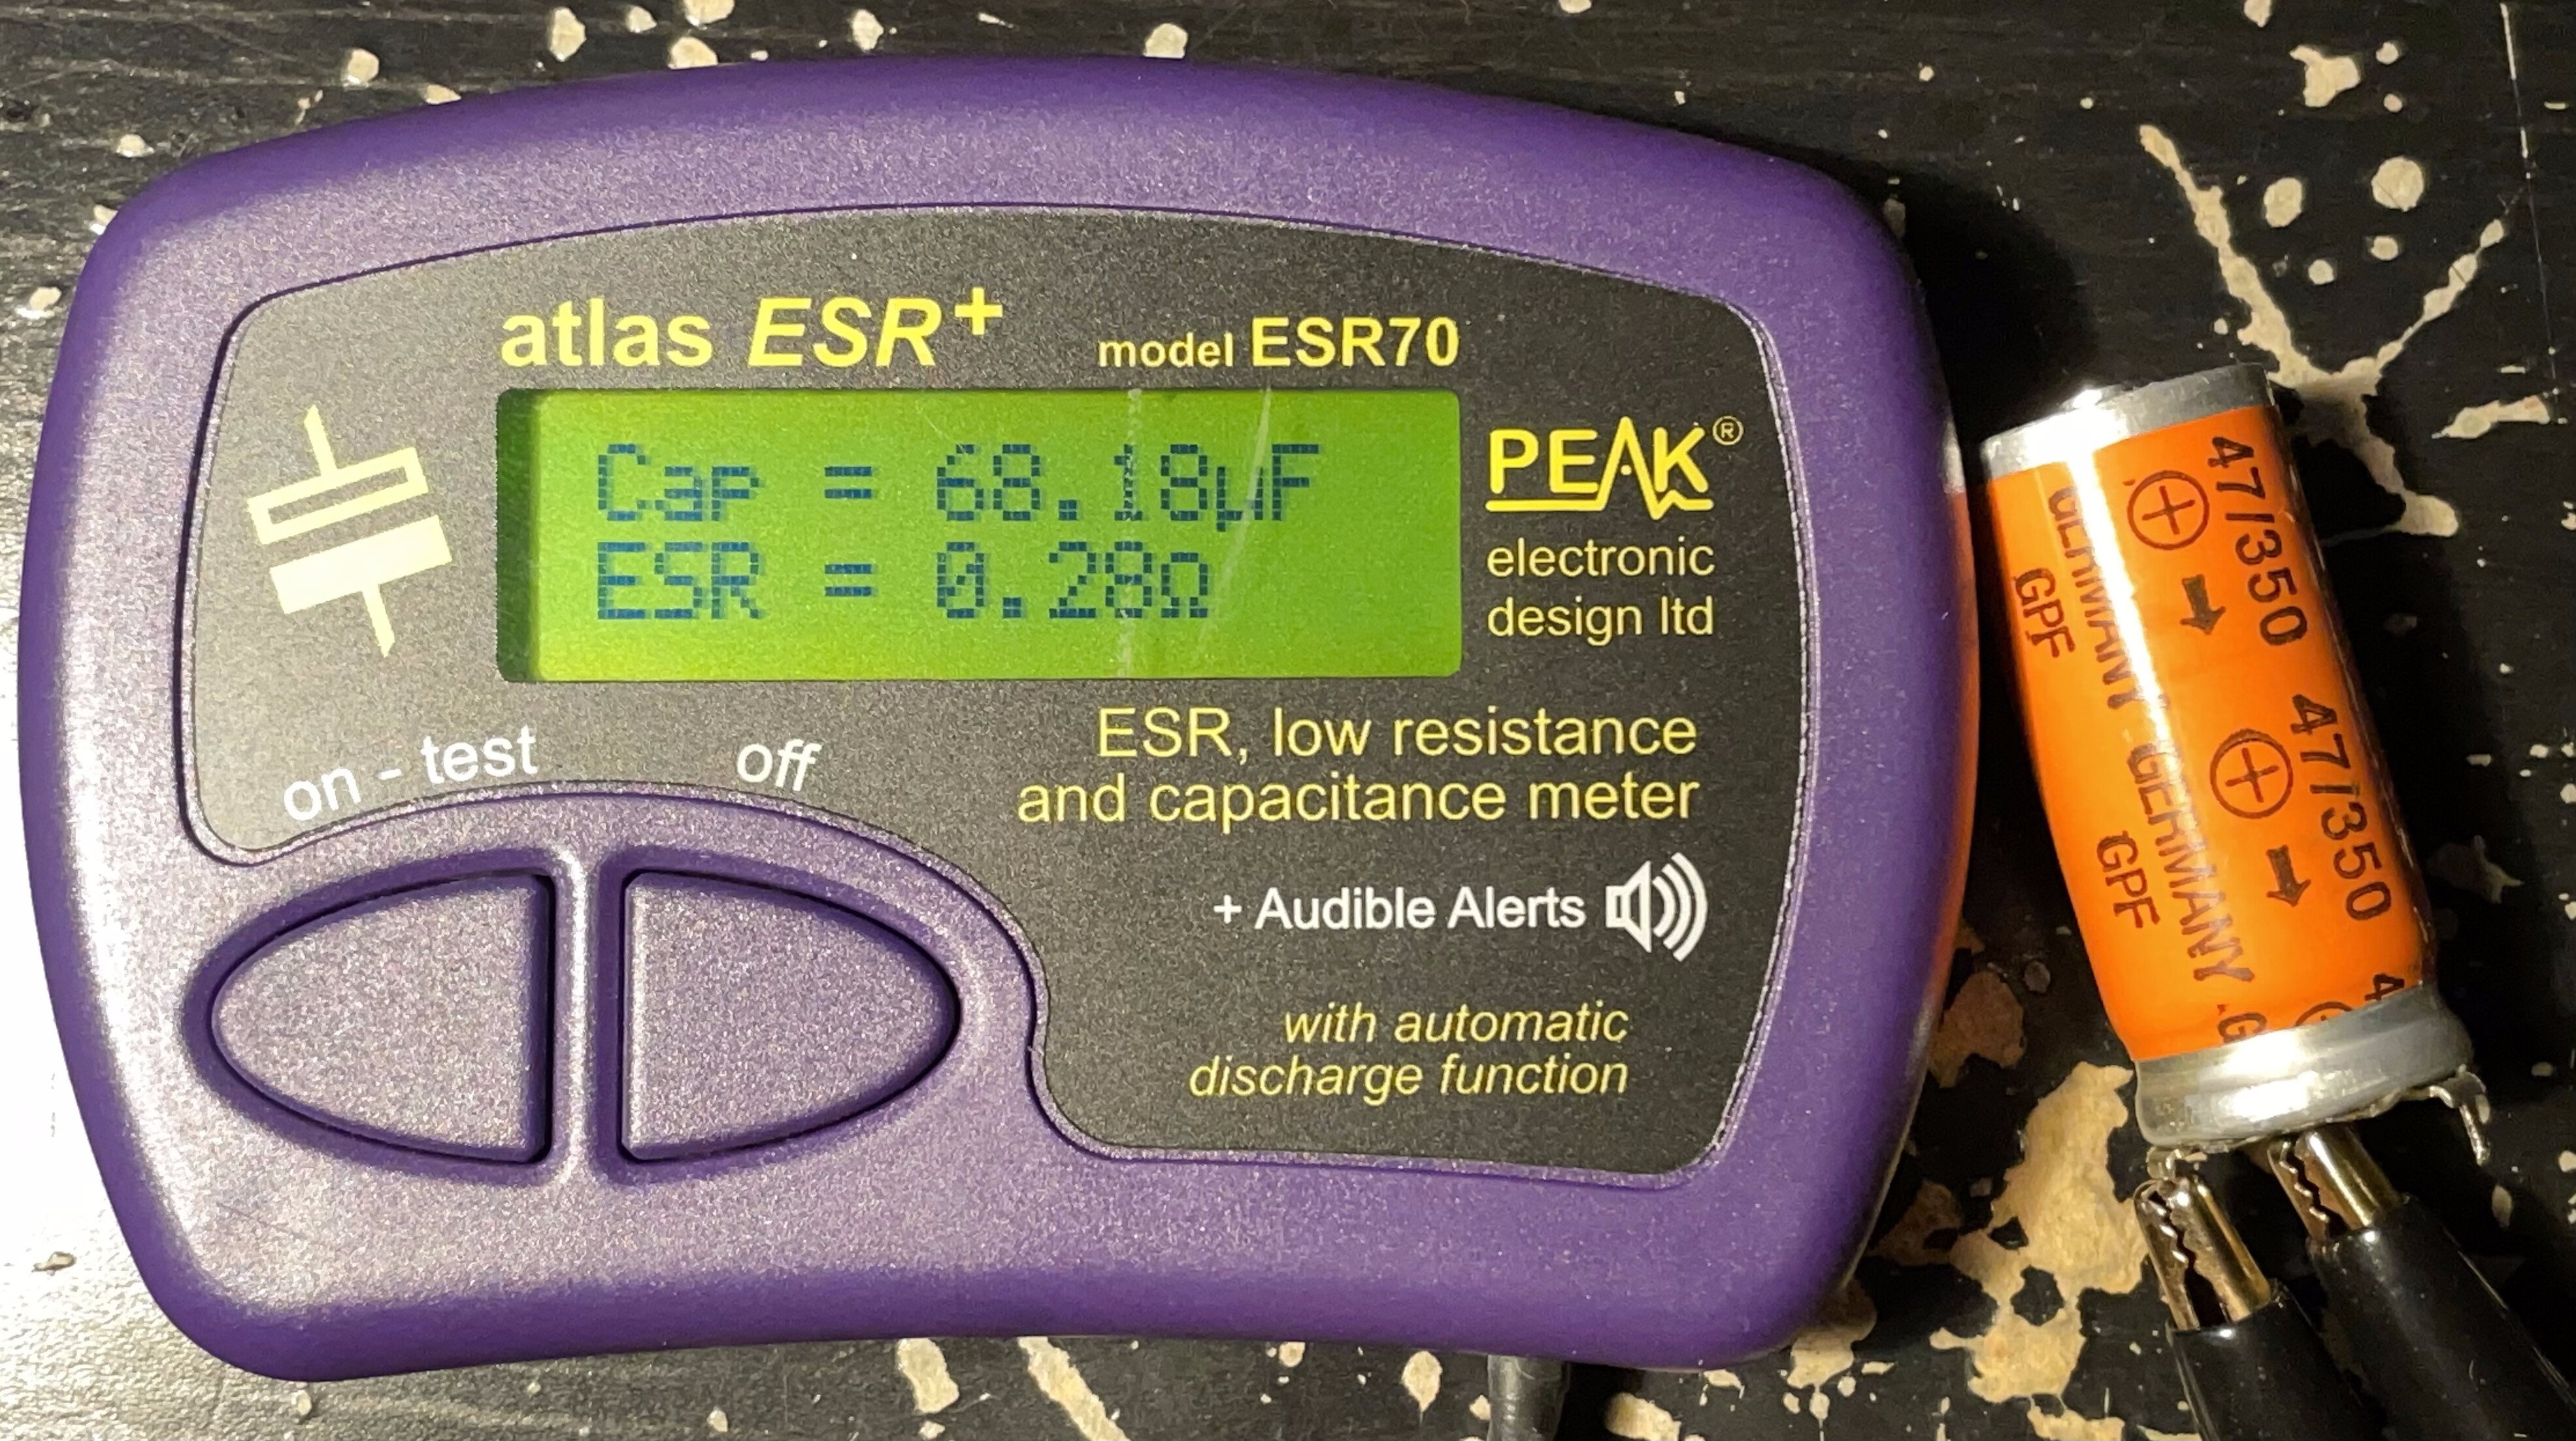 atlas ESR+ model ESR70
Cap = 68.18µF
ESR = 0.28Ω
PEAK®
electronic
design ltd
on - test
off
ESR, low resistance
and capacitance meter
+ Audible Alerts
with automatic
discharge function
47/350 47/350 4
GERMANY GERMANY G
GPF GPF